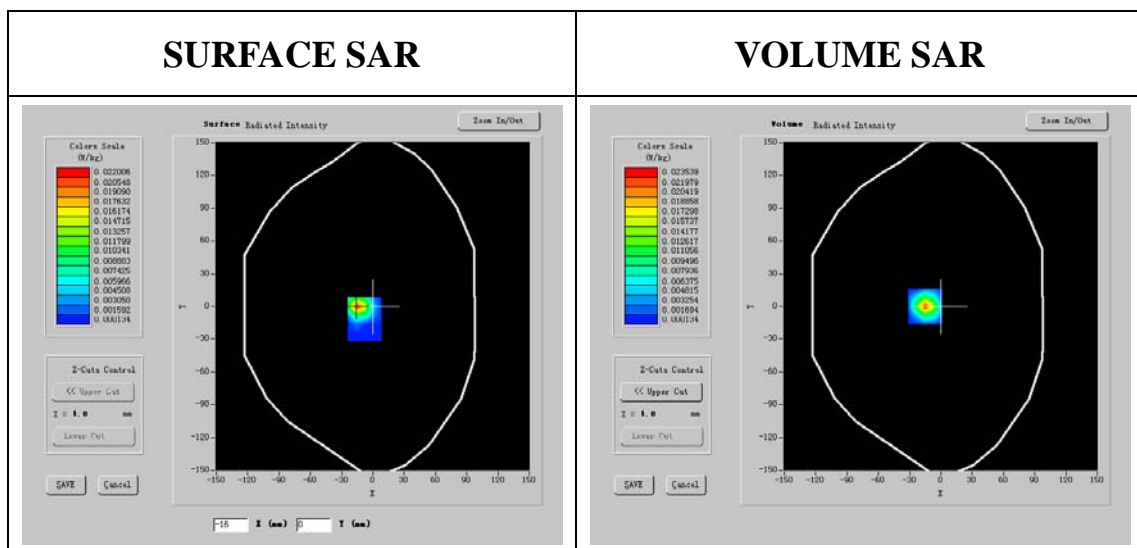 SURFACE SAR
VOLUME SAR
Surface Radiated Intensity
Zoom In/Out
Colors Scale
(W/kg)
0.022006
0.020548
0.019090
0.017632
0.016174
0.014715
0.013257
0.011799
0.010341
0.008883
0.007425
0.005966
0.004508
0.003050
0.001592
0.000134
150
120
90
60
30
0
-30
-60
-90
-120
-150
Y
-150 -120 -90 -60 -30 0 30 60 90 120 150
X
Z-Cuts Control
<< Upper Cut
Z = 4.0 mm
Lower Cut
SAVE
Cancel
-16 X (mm) 0 Y (mm)
Volume Radiated Intensity
Zoom In/Out
Colors Scale
(W/kg)
0.023539
0.021979
0.020419
0.018858
0.017298
0.015737
0.014177
0.012617
0.011056
0.009496
0.007936
0.006375
0.004815
0.003254
0.001694
0.000134
150
120
90
60
30
0
-30
-60
-90
-120
-150
Y
-150 -120 -90 -60 -30 0 30 60 90 120 150
X
Z-Cuts Control
<< Upper Cut
Z = 4.0 mm
Lower Cut
SAVE
Cancel